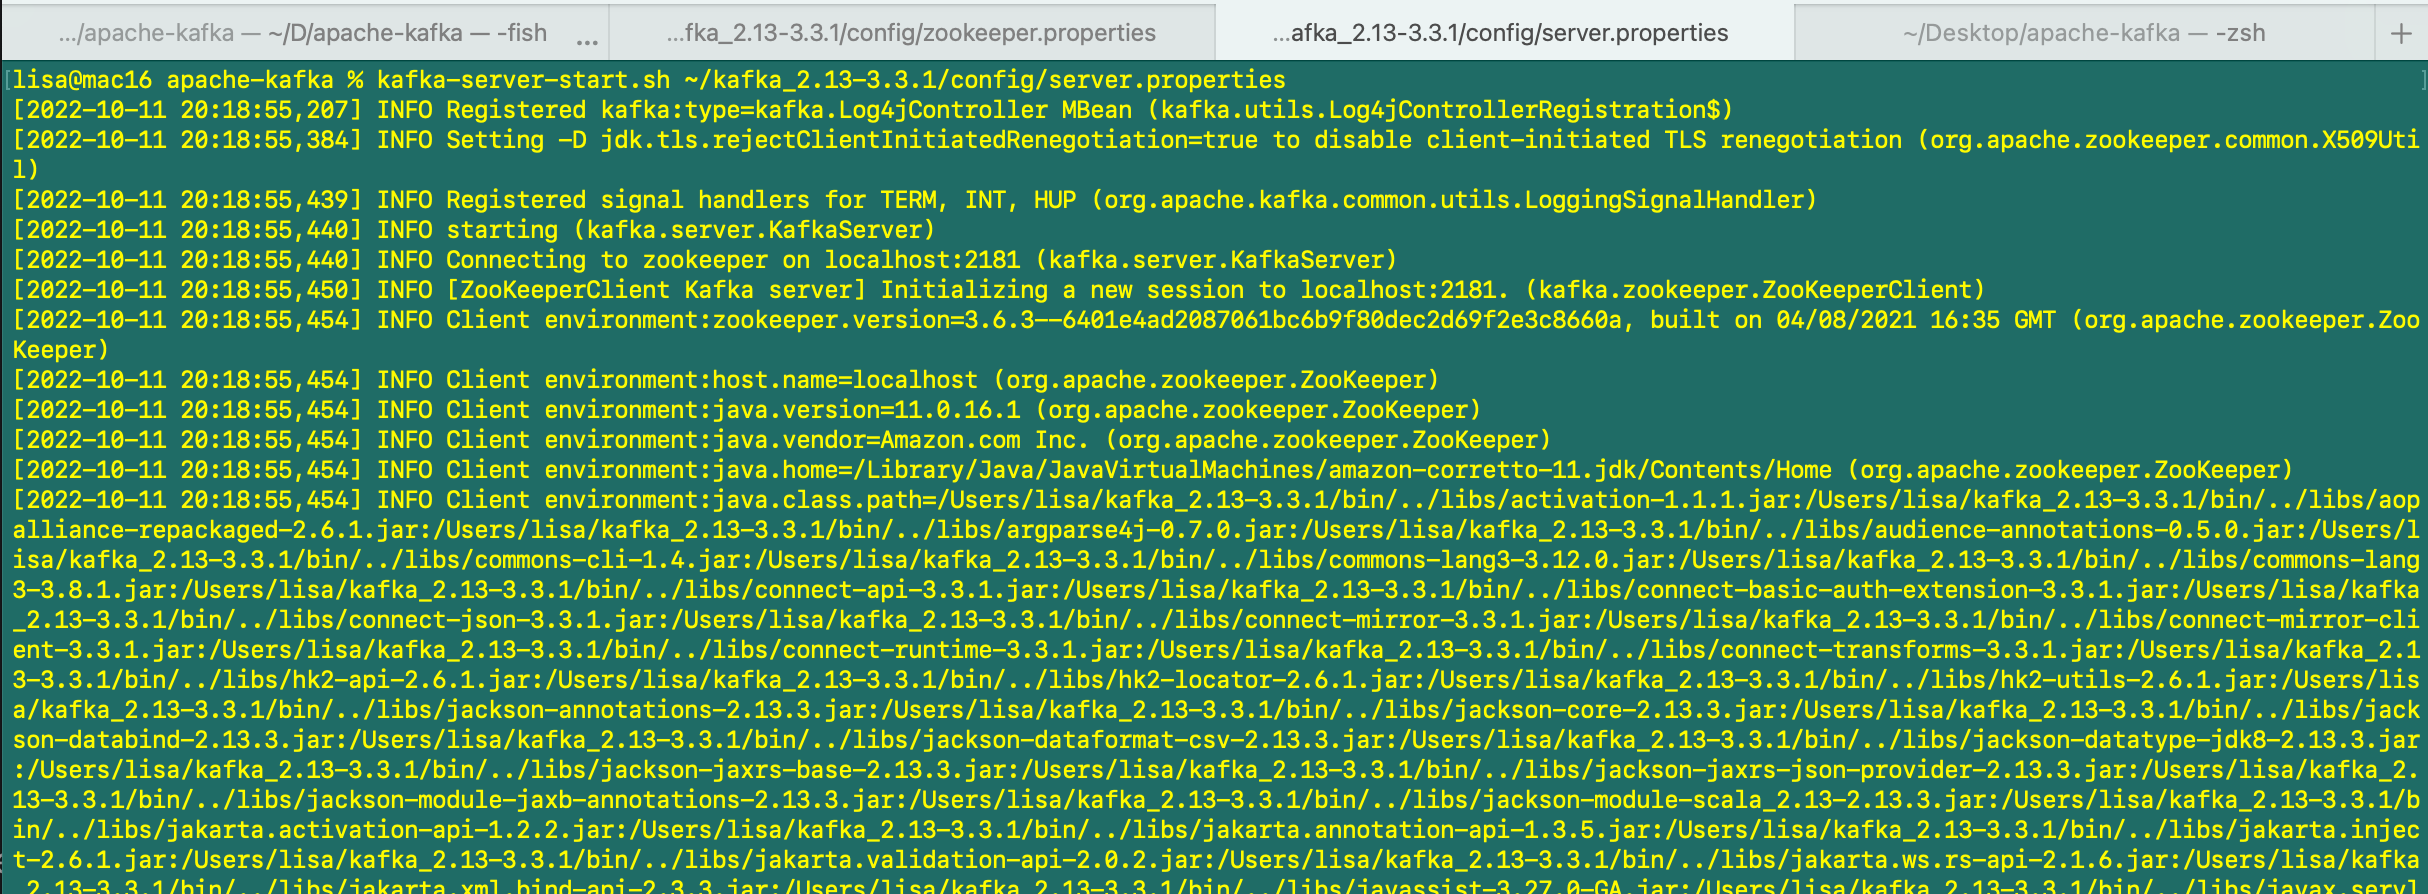 .../apache-kafka — ~/D/apache-kafka — -fish ...
...fka_2.13-3.3.1/config/zookeeper.properties
...afka_2.13-3.3.1/config/server.properties
~/Desktop/apache-kafka — -zsh
+
[lisa@mac16 apache-kafka % kafka-server-start.sh ~/kafka_2.13-3.3.1/config/server.properties ]
[2022-10-11 20:18:55,207] INFO Registered kafka:type=kafka.Log4jController MBean (kafka.utils.Log4jControllerRegistration$)
[2022-10-11 20:18:55,384] INFO Setting -D jdk.tls.rejectClientInitiatedRenegotiation=true to disable client-initiated TLS renegotiation (org.apache.zookeeper.common.X509Uti
l)
[2022-10-11 20:18:55,439] INFO Registered signal handlers for TERM, INT, HUP (org.apache.kafka.common.utils.LoggingSignalHandler)
[2022-10-11 20:18:55,440] INFO starting (kafka.server.KafkaServer)
[2022-10-11 20:18:55,440] INFO Connecting to zookeeper on localhost:2181 (kafka.server.KafkaServer)
[2022-10-11 20:18:55,450] INFO [ZooKeeperClient Kafka server] Initializing a new session to localhost:2181. (kafka.zookeeper.ZooKeeperClient)
[2022-10-11 20:18:55,454] INFO Client environment:zookeeper.version=3.6.3--6401e4ad2087061bc6b9f80dec2d69f2e3c8660a, built on 04/08/2021 16:35 GMT (org.apache.zookeeper.Zoo
Keeper)
[2022-10-11 20:18:55,454] INFO Client environment:host.name=localhost (org.apache.zookeeper.ZooKeeper)
[2022-10-11 20:18:55,454] INFO Client environment:java.version=11.0.16.1 (org.apache.zookeeper.ZooKeeper)
[2022-10-11 20:18:55,454] INFO Client environment:java.vendor=Amazon.com Inc. (org.apache.zookeeper.ZooKeeper)
[2022-10-11 20:18:55,454] INFO Client environment:java.home=/Library/Java/JavaVirtualMachines/amazon-corretto-11.jdk/Contents/Home (org.apache.zookeeper.ZooKeeper)
[2022-10-11 20:18:55,454] INFO Client environment:java.class.path=/Users/lisa/kafka_2.13-3.3.1/bin/../libs/activation-1.1.1.jar:/Users/lisa/kafka_2.13-3.3.1/bin/../libs/aop
alliance-repackaged-2.6.1.jar:/Users/lisa/kafka_2.13-3.3.1/bin/../libs/argparse4j-0.7.0.jar:/Users/lisa/kafka_2.13-3.3.1/bin/../libs/audience-annotations-0.5.0.jar:/Users/l
isa/kafka_2.13-3.3.1/bin/../libs/commons-cli-1.4.jar:/Users/lisa/kafka_2.13-3.3.1/bin/../libs/commons-lang3-3.12.0.jar:/Users/lisa/kafka_2.13-3.3.1/bin/../libs/commons-lang
3-3.8.1.jar:/Users/lisa/kafka_2.13-3.3.1/bin/../libs/connect-api-3.3.1.jar:/Users/lisa/kafka_2.13-3.3.1/bin/../libs/connect-basic-auth-extension-3.3.1.jar:/Users/lisa/kafka
_2.13-3.3.1/bin/../libs/connect-json-3.3.1.jar:/Users/lisa/kafka_2.13-3.3.1/bin/../libs/connect-mirror-3.3.1.jar:/Users/lisa/kafka_2.13-3.3.1/bin/../libs/connect-mirror-cli
ent-3.3.1.jar:/Users/lisa/kafka_2.13-3.3.1/bin/../libs/connect-runtime-3.3.1.jar:/Users/lisa/kafka_2.13-3.3.1/bin/../libs/connect-transforms-3.3.1.jar:/Users/lisa/kafka_2.1
3-3.3.1/bin/../libs/hk2-api-2.6.1.jar:/Users/lisa/kafka_2.13-3.3.1/bin/../libs/hk2-locator-2.6.1.jar:/Users/lisa/kafka_2.13-3.3.1/bin/../libs/hk2-utils-2.6.1.jar:/Users/lis
a/kafka_2.13-3.3.1/bin/../libs/jackson-annotations-2.13.3.jar:/Users/lisa/kafka_2.13-3.3.1/bin/../libs/jackson-core-2.13.3.jar:/Users/lisa/kafka_2.13-3.3.1/bin/../libs/jack
son-databind-2.13.3.jar:/Users/lisa/kafka_2.13-3.3.1/bin/../libs/jackson-dataformat-csv-2.13.3.jar:/Users/lisa/kafka_2.13-3.3.1/bin/../libs/jackson-datatype-jdk8-2.13.3.jar
:/Users/lisa/kafka_2.13-3.3.1/bin/../libs/jackson-jaxrs-base-2.13.3.jar:/Users/lisa/kafka_2.13-3.3.1/bin/../libs/jackson-jaxrs-json-provider-2.13.3.jar:/Users/lisa/kafka_2.
13-3.3.1/bin/../libs/jackson-module-jaxb-annotations-2.13.3.jar:/Users/lisa/kafka_2.13-3.3.1/bin/../libs/jackson-module-scala_2.13-2.13.3.jar:/Users/lisa/kafka_2.13-3.3.1/b
in/../libs/jakarta.activation-api-1.2.2.jar:/Users/lisa/kafka_2.13-3.3.1/bin/../libs/jakarta.annotation-api-1.3.5.jar:/Users/lisa/kafka_2.13-3.3.1/bin/../libs/jakarta.injec
t-2.6.1.jar:/Users/lisa/kafka_2.13-3.3.1/bin/../libs/jakarta.validation-api-2.0.2.jar:/Users/lisa/kafka_2.13-3.3.1/bin/../libs/jakarta.ws.rs-api-2.1.6.jar:/Users/lisa/kafka
_2.13-3.3.1/bin/../libs/jakarta.xml.bind-api-2.3.3.jar:/Users/lisa/kafka_2.13-3.3.1/bin/../libs/javassist-3.27.0-GA.jar:/Users/lisa/kafka_2.13-3.3.1/bin/../libs/javax.servl